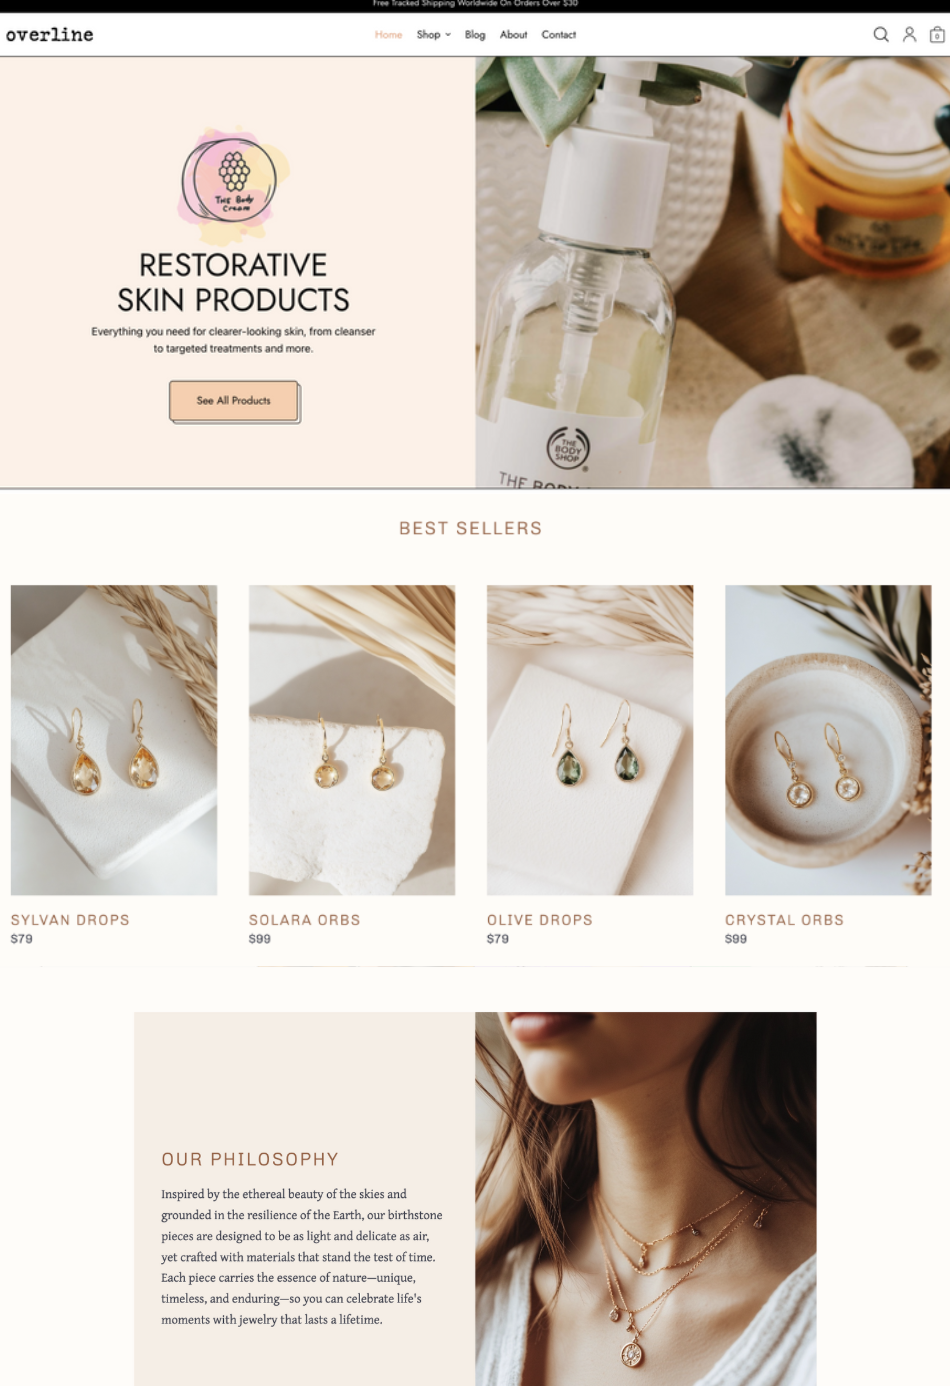 Free Tracked Shipping Worldwide On Orders Over $30
overline
Home Shop Blog About Contact
0
The Body
Cream
RESTORATIVE
SKIN PRODUCTS
Everything you need for clearer-looking skin, from cleanser
to targeted treatments and more.
See All Products
THE
BODY
SHOP
THE BODY
BEST SELLERS
SYLVAN DROPS
$79
SOLARA ORBS
$99
OLIVE DROPS
$79
CRYSTAL ORBS
$99
OUR PHILOSOPHY
Inspired by the ethereal beauty of the skies and
grounded in the resilience of the Earth, our birthstone
pieces are designed to be as light and delicate as air,
yet crafted with materials that stand the test of time.
Each piece carries the essence of nature—unique,
timeless, and enduring—so you can celebrate life's
moments with jewelry that lasts a lifetime.